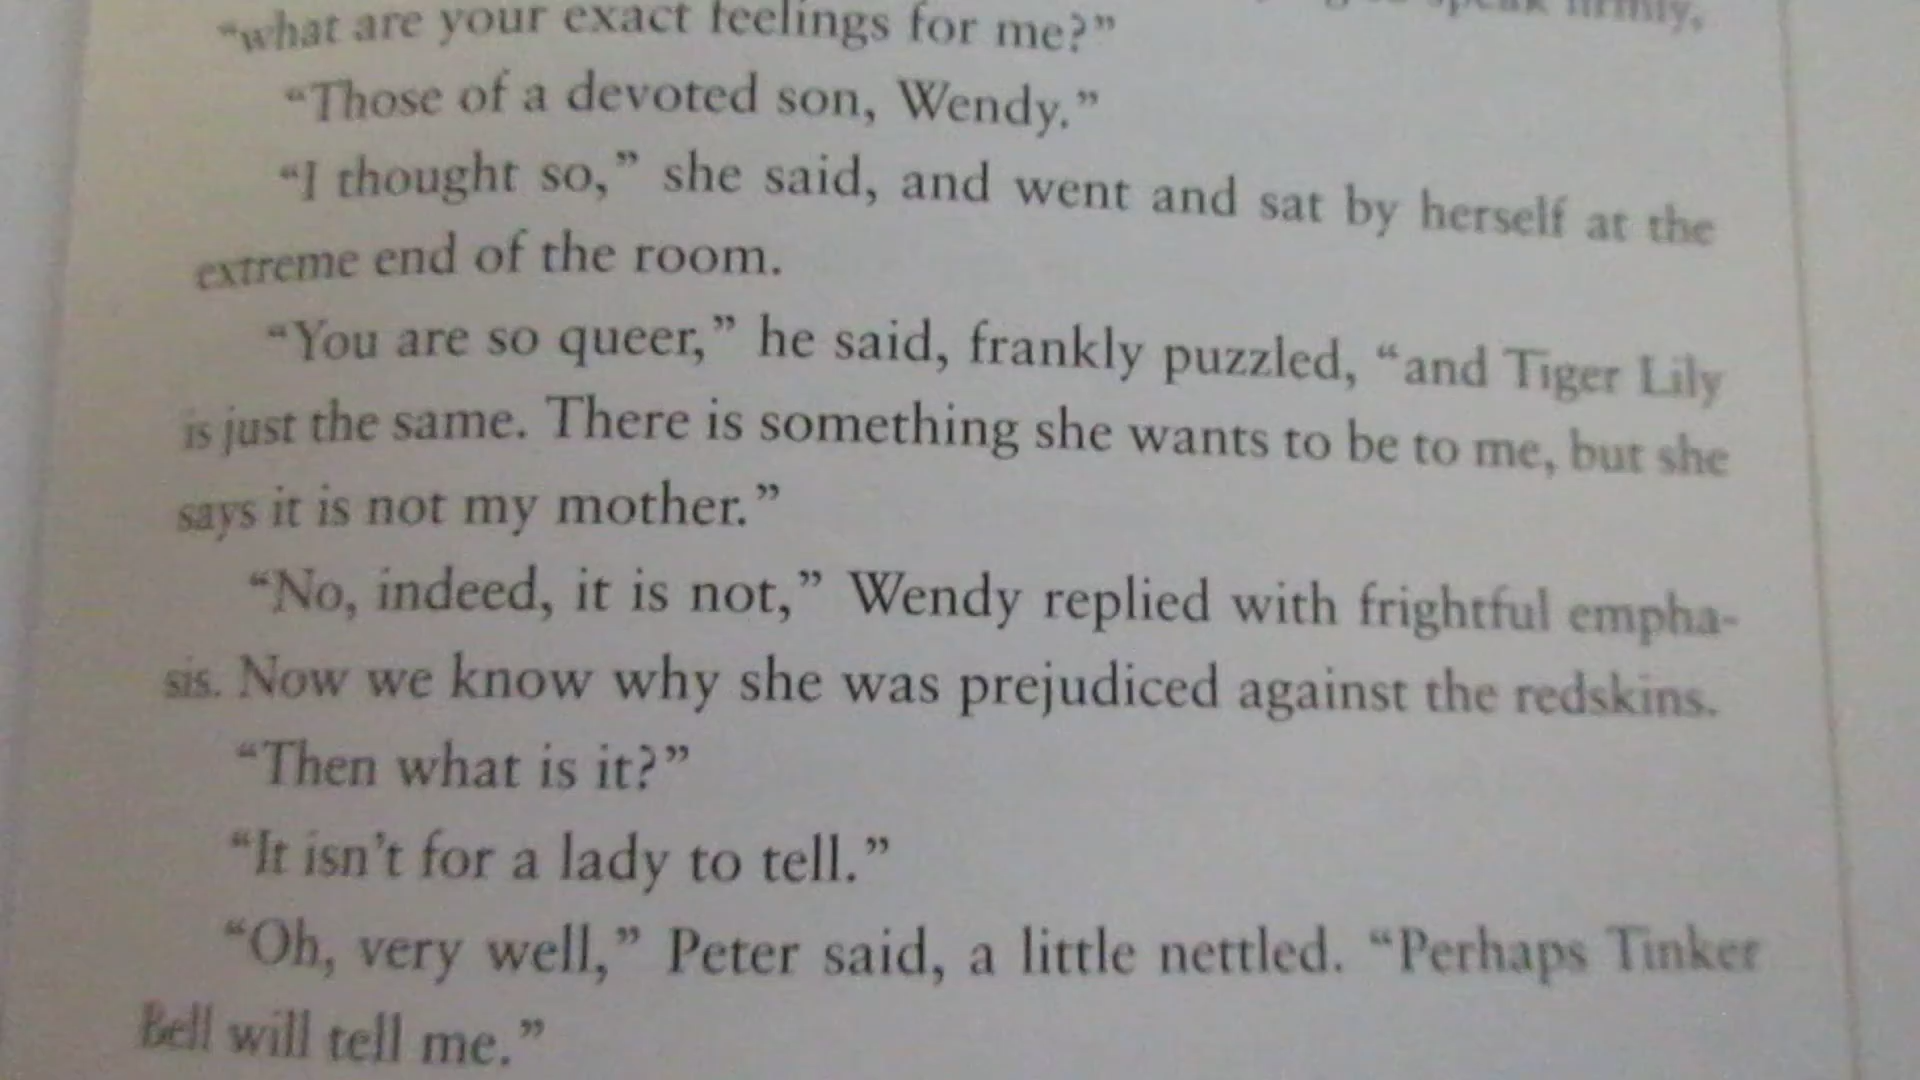 speak firmly,
“what are your exact feelings for me?”
“Those of a devoted son, Wendy.”
“I thought so,” she said, and went and sat by herself at the
extreme end of the room.
“You are so queer,” he said, frankly puzzled, “and Tiger Lily
is just the same. There is something she wants to be to me, but she
says it is not my mother.”
“No, indeed, it is not,” Wendy replied with frightful empha-
sis. Now we know why she was prejudiced against the redskins.
“Then what is it?”
“It isn’t for a lady to tell.”
“Oh, very well,” Peter said, a little nettled. “Perhaps Tinker
Bell will tell me.”